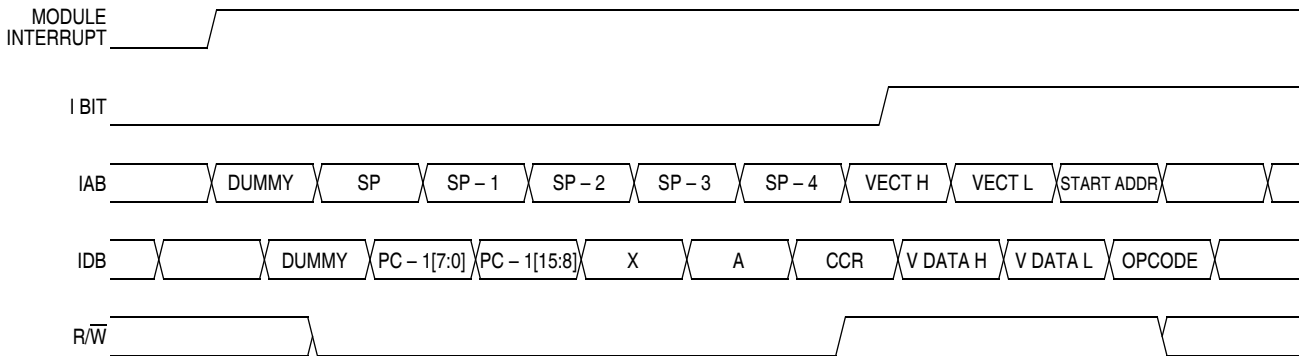 MODULE
INTERRUPT
I BIT
IAB DUMMY SP SP – 1 SP – 2 SP – 3 SP – 4 VECT H VECT L START ADDR
IDB DUMMY PC – 1[7:0] PC – 1[15:8] X A CCR V DATA H V DATA L OPCODE
R/W̅